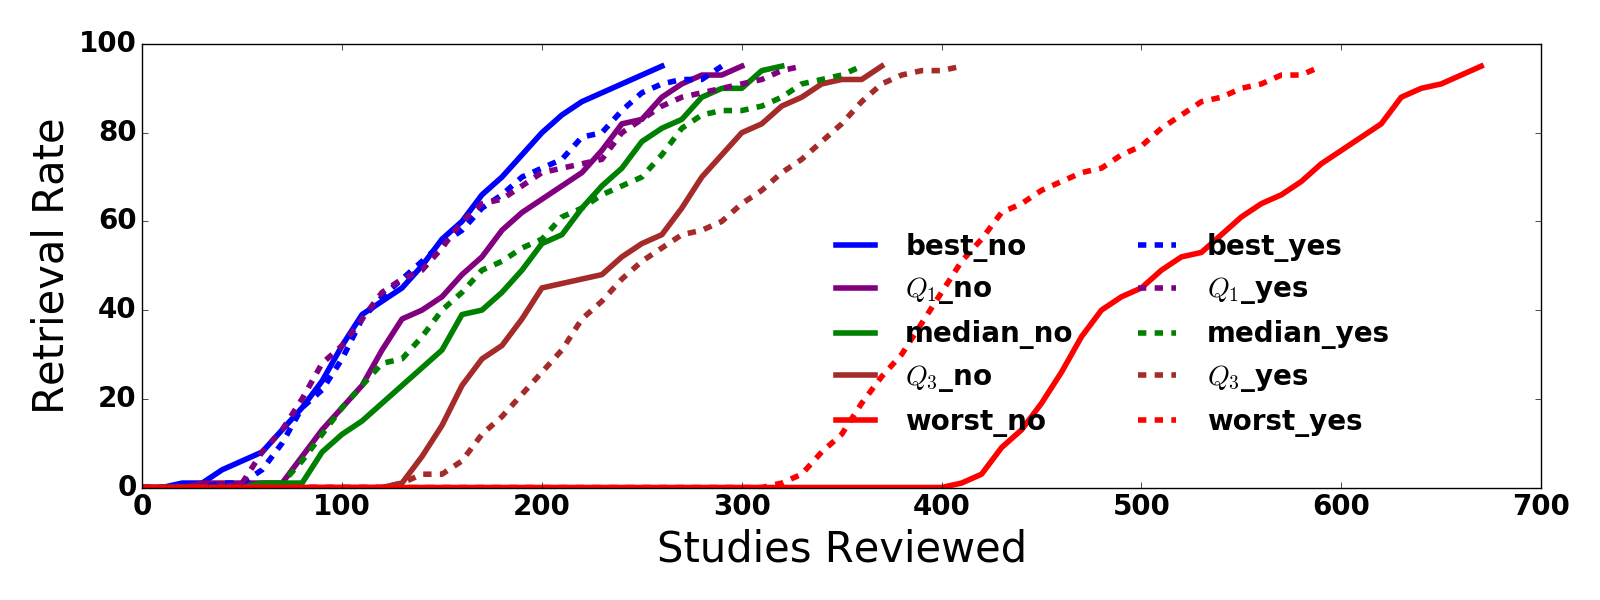 100
80
60
40
20
0
Retrieval Rate
0 100 200 300 400 500 600 700
Studies Reviewed
best_no best_yes
Q1_no Q1_yes
median_no median_yes
Q3_no Q3_yes
worst_no worst_yes